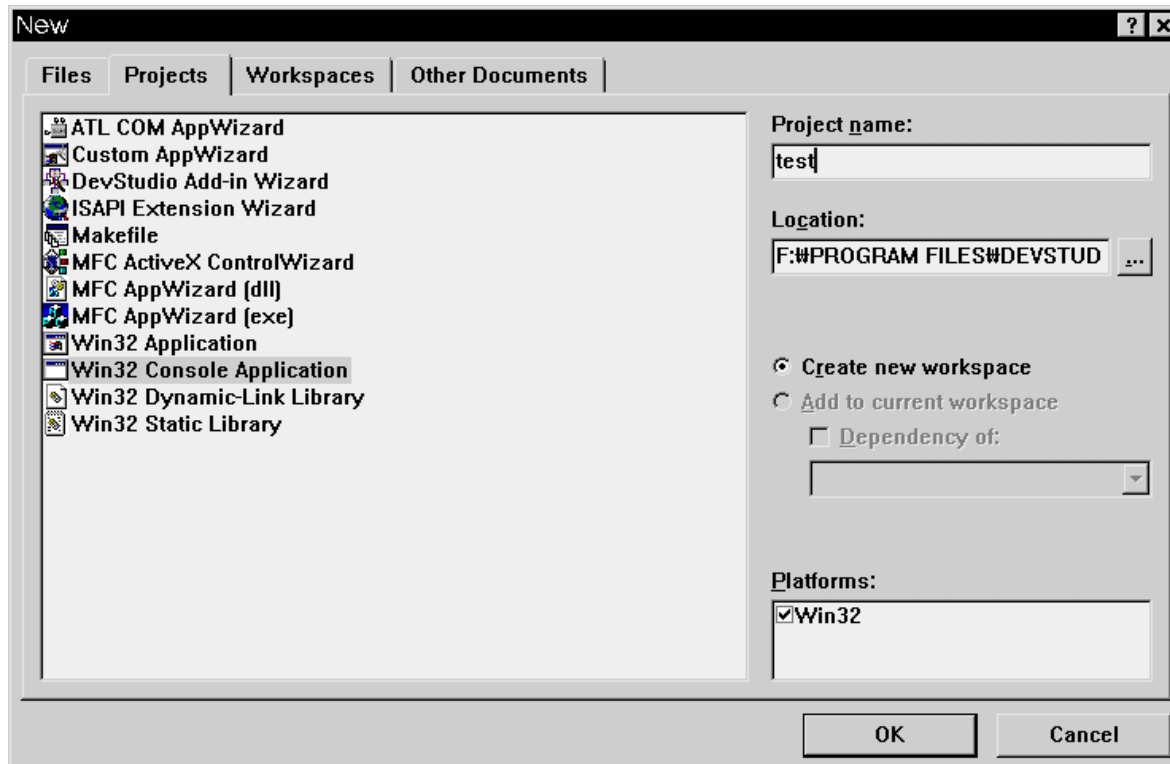 New
Files Projects Workspaces Other Documents
ATL COM AppWizard
Custom AppWizard
DevStudio Add-in Wizard
ISAPI Extension Wizard
Makefile
MFC ActiveX ControlWizard
MFC AppWizard (dll)
MFC AppWizard (exe)
Win32 Application
Win32 Console Application
Win32 Dynamic-Link Library
Win32 Static Library
Project name:
test
Location:
F:₩PROGRAM FILES₩DEVSTUD
...
Create new workspace
Add to current workspace
Dependency of:
Platforms:
Win32
OK Cancel